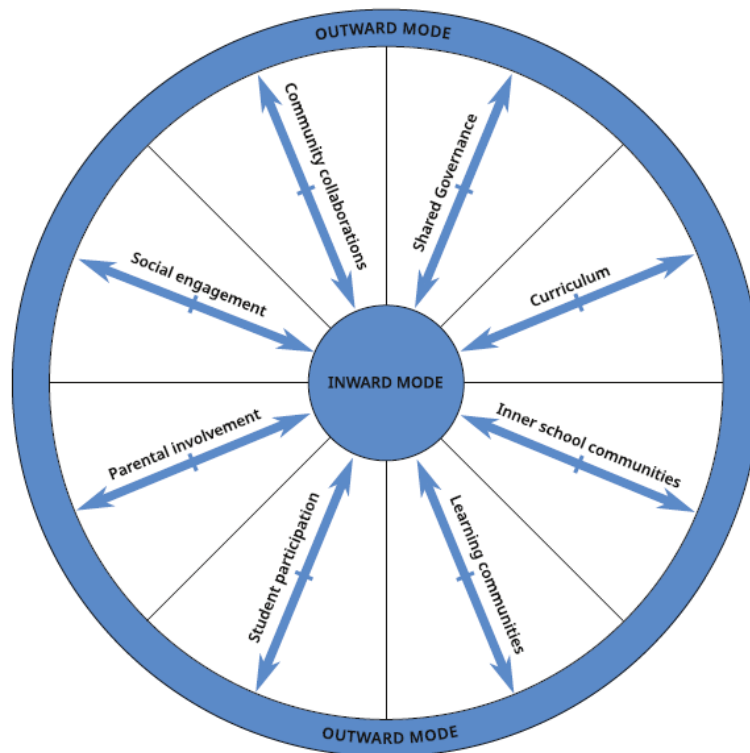 OUTWARD MODE
Community collaborations
Shared Governance
Social engagement
Curriculum
INWARD MODE
Parental involvement
Inner school communities
Student participation
Learning communities
OUTWARD MODE